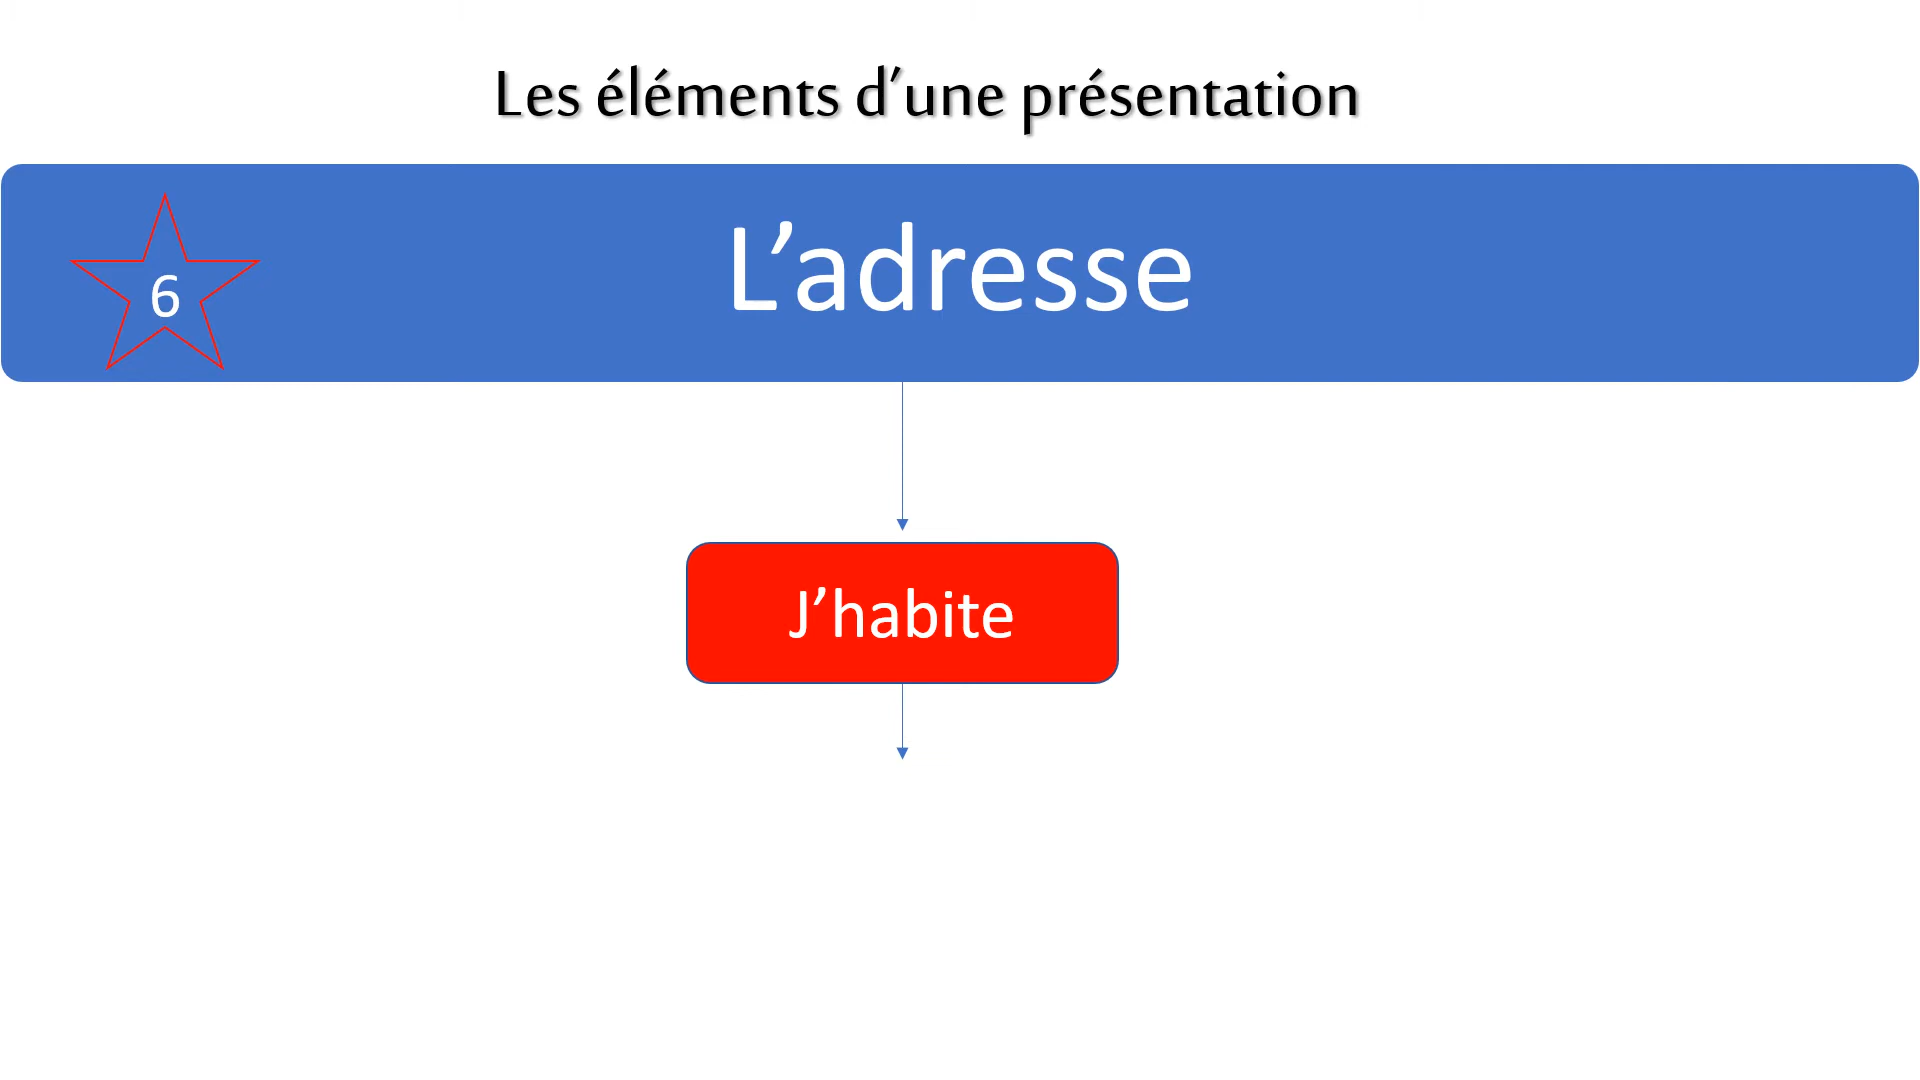 Les éléments d’une présentation
L’adresse
6
J’habite